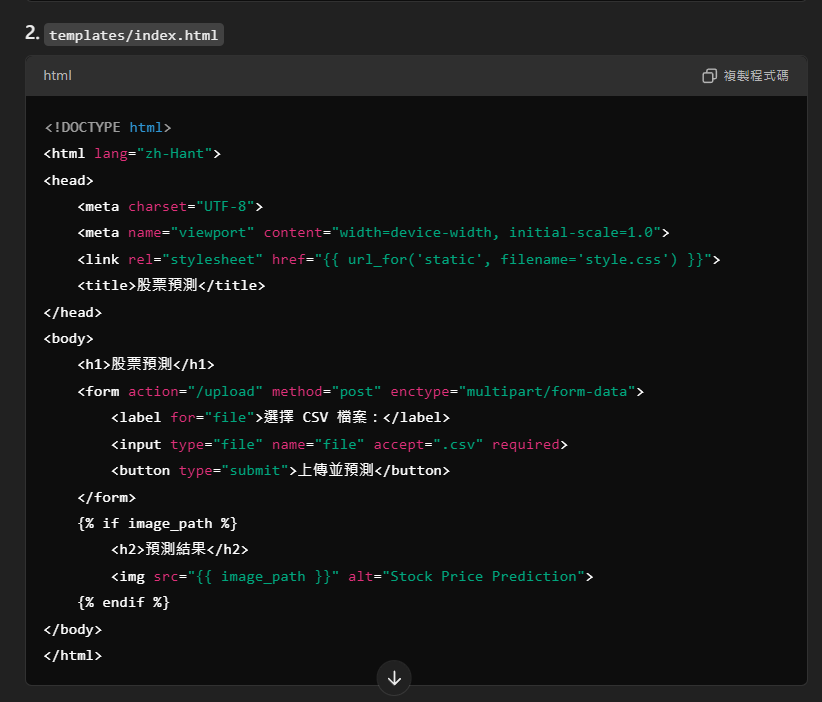 2. templates/index.html
html
複製程式碼
<!DOCTYPE html>
<html lang="zh-Hant">
<head>
    <meta charset="UTF-8">
    <meta name="viewport" content="width=device-width, initial-scale=1.0">
    <link rel="stylesheet" href="{{ url_for('static', filename='style.css') }}">
    <title>股票預測</title>
</head>
<body>
    <h1>股票預測</h1>
    <form action="/upload" method="post" enctype="multipart/form-data">
        <label for="file">選擇 CSV 檔案：</label>
        <input type="file" name="file" accept=".csv" required>
        <button type="submit">上傳並預測</button>
    </form>
    {% if image_path %}
        <h2>預測結果</h2>
        <img src="{{ image_path }}" alt="Stock Price Prediction">
    {% endif %}
</body>
</html>